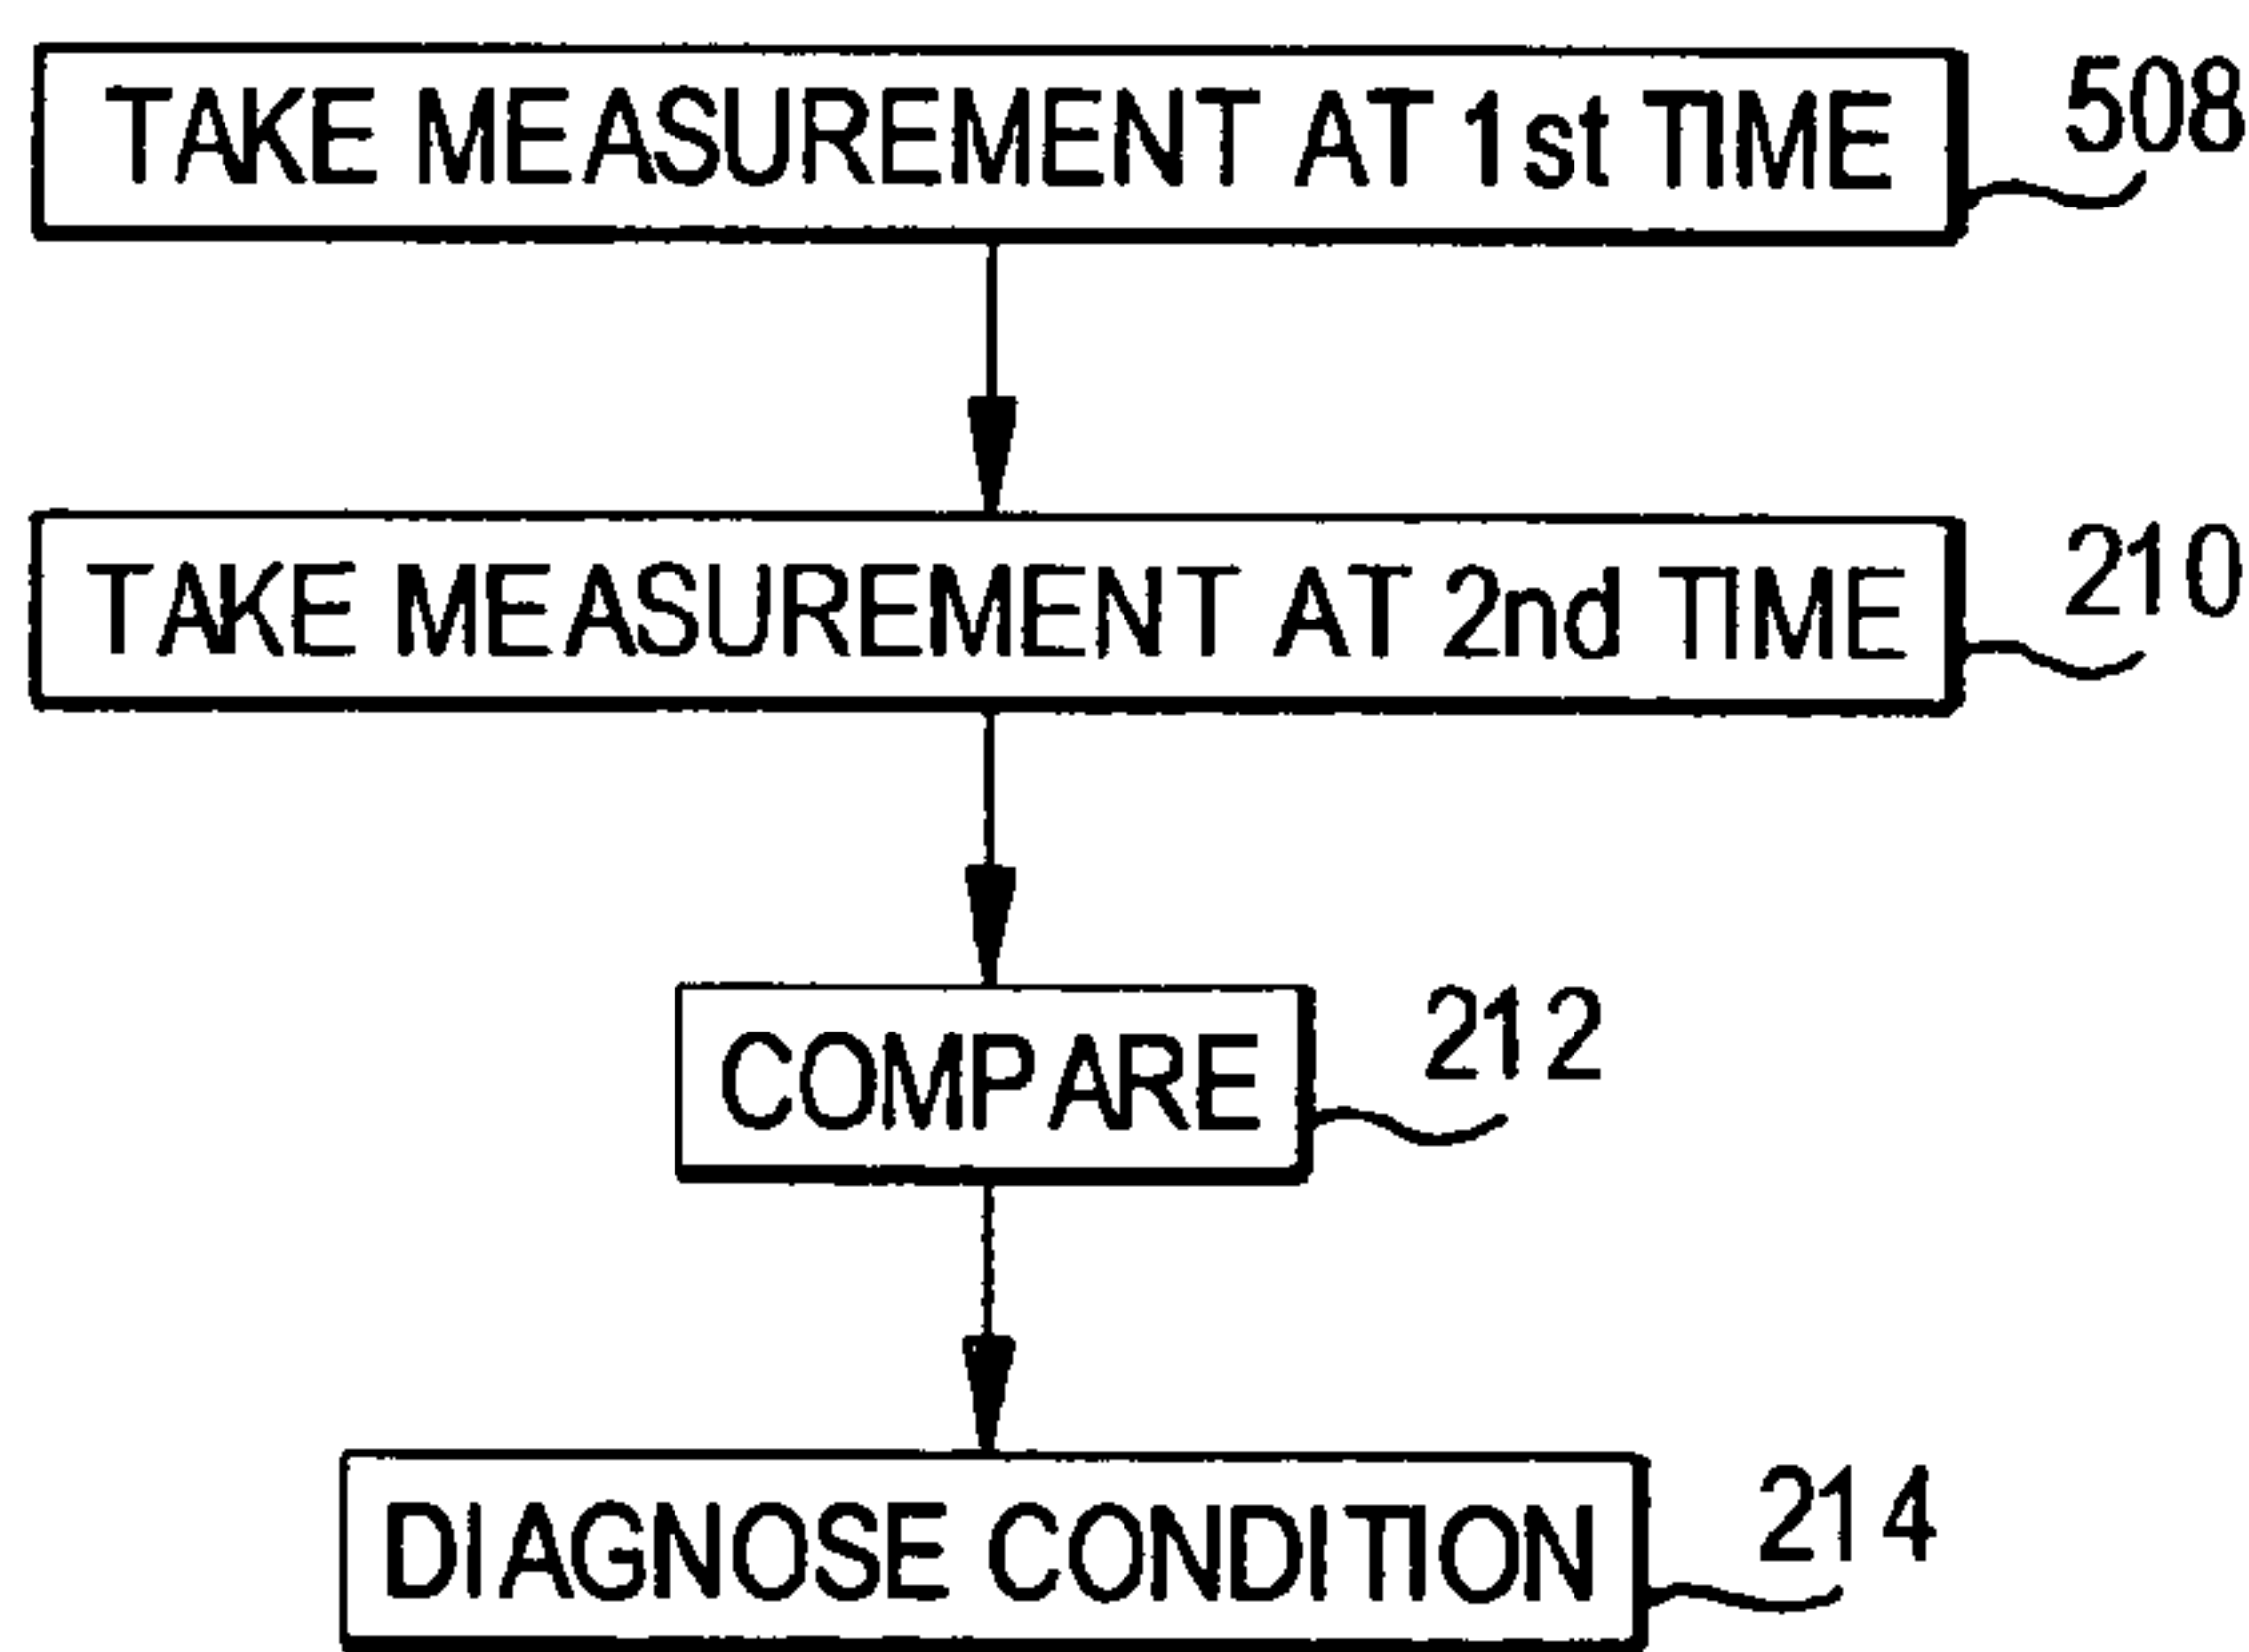 TAKE MEASUREMENT AT 1st TIME 508
TAKE MEASUREMENT AT 2nd TIME 210
COMPARE 212
DIAGNOSE CONDITION 214